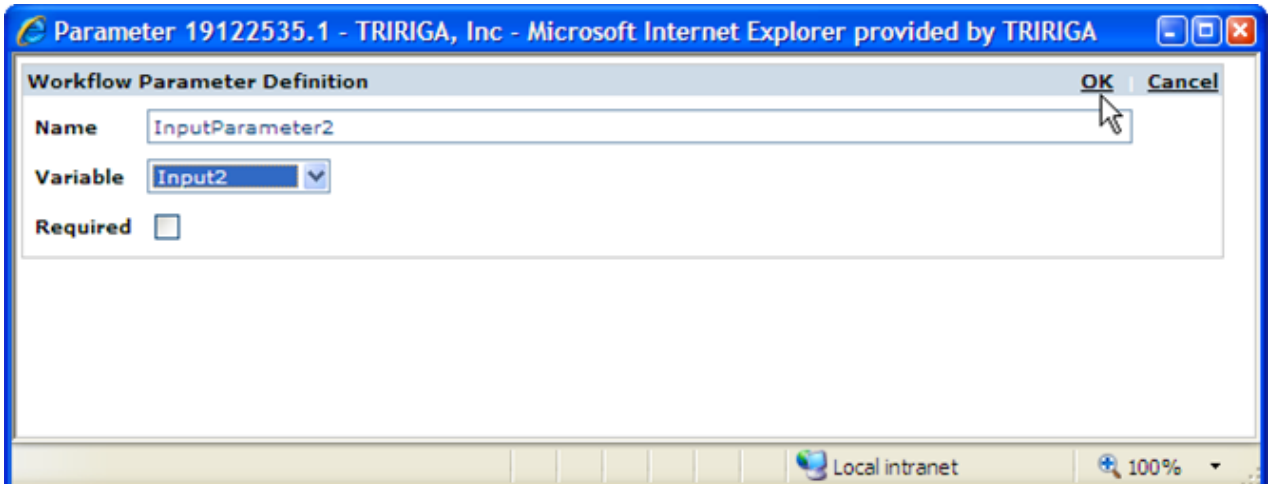 Parameter 19122535.1 - TRIRIGA, Inc - Microsoft Internet Explorer provided by TRIRIGA
Workflow Parameter Definition OK | Cancel
Name InputParameter2
Variable Input2
Required
Local intranet 100%